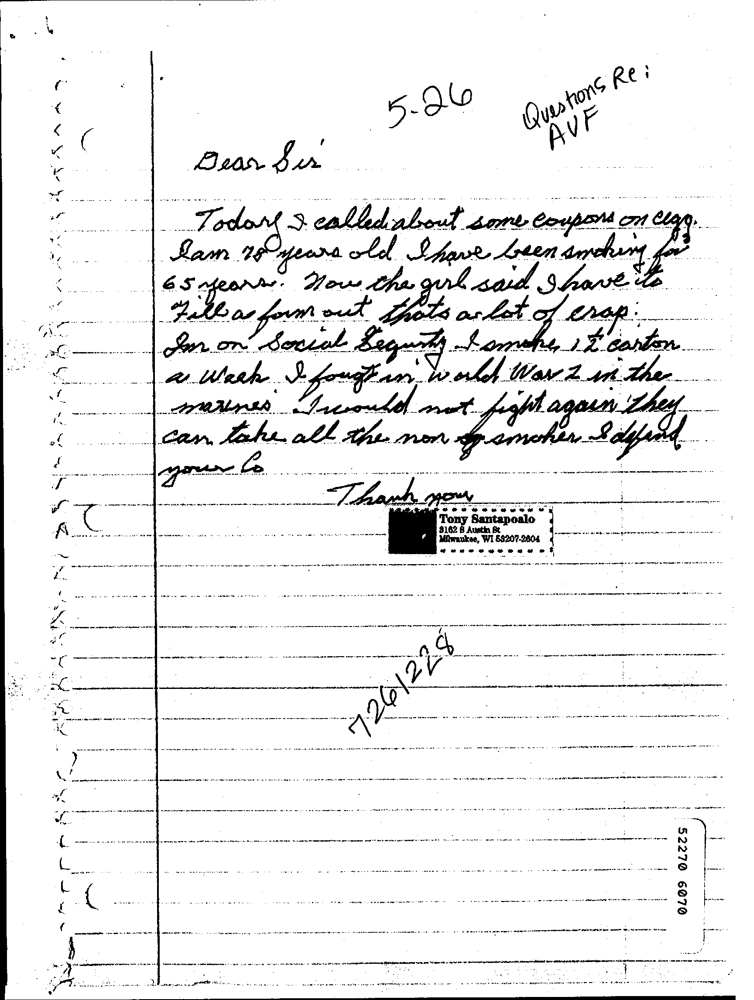 5-26
Questions Re:
AVF
Dear Sir
Today I called about some coupons on cigg.
I am 78 years old I have been smoking for
65 years. Now the girl said I have to
Fill a form out thats a lot of crap.
Im on Social Sequrity I smoke 1½ carton
a Week I fougt in World War 2 in the
marines I would not fight again they
can take all the non smoker I defend
your Co
Thank you
Tony Santapoalo
3162 S Austin St
Milwaukee, WI 53207-2604
7261228
52270 6070